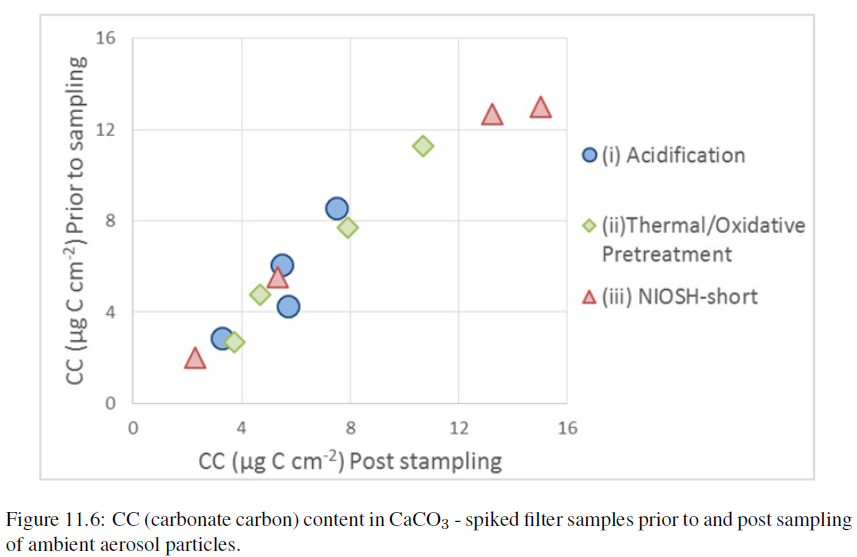 16
12
8
4
0
CC (µg C cm⁻²) Prior to sampling
0 4 8 12 16
CC (µg C cm⁻²) Post stampling
(i) Acidification
(ii)Thermal/Oxidative
Pretreatment
(iii) NIOSH-short
Figure 11.6: CC (carbonate carbon) content in CaCO₃ - spiked filter samples prior to and post sampling
of ambient aerosol particles.